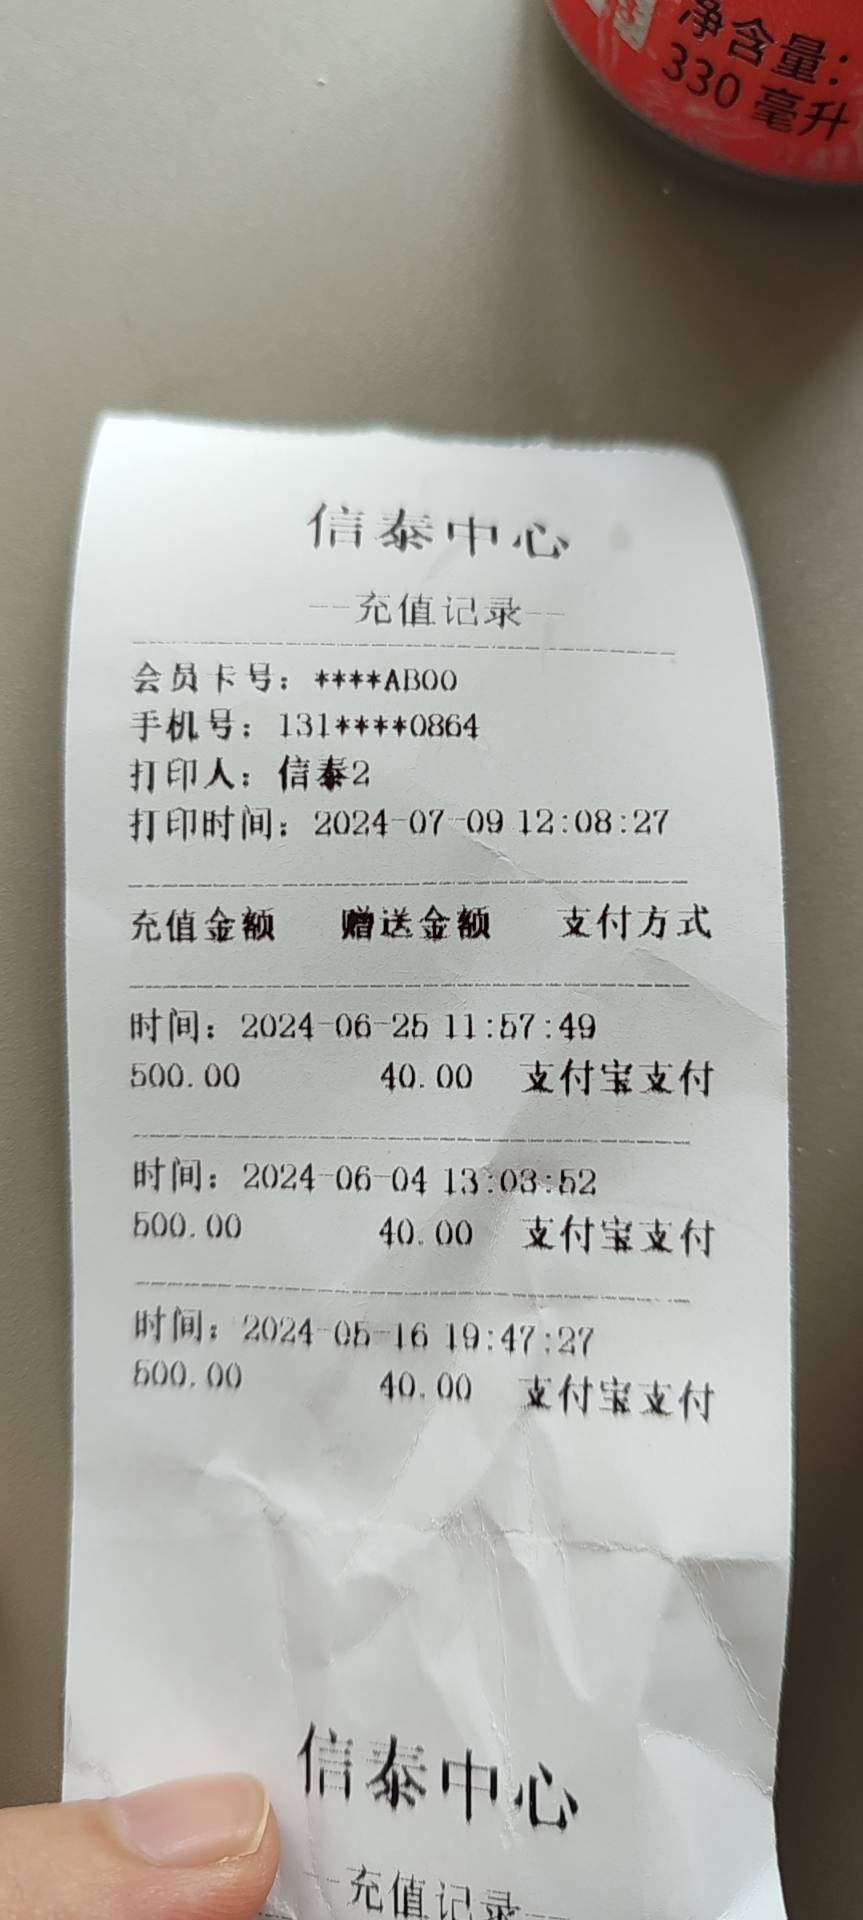 净含量:
330 毫升
信泰中心
--充值记录--
会员卡号: ****AB00
手机号: 131****0864
打印人: 信泰2
打印时间: 2024-07-09 12:08:27
充值金额 赠送金额 支付方式
时间: 2024-06-25 11:57:49
500.00 40.00 支付宝支付
时间: 2024-06-04 13:03:52
500.00 40.00 支付宝支付
时间: 2024-05-16 19:47:27
500.00 40.00 支付宝支付
信泰中心
--充值记录--